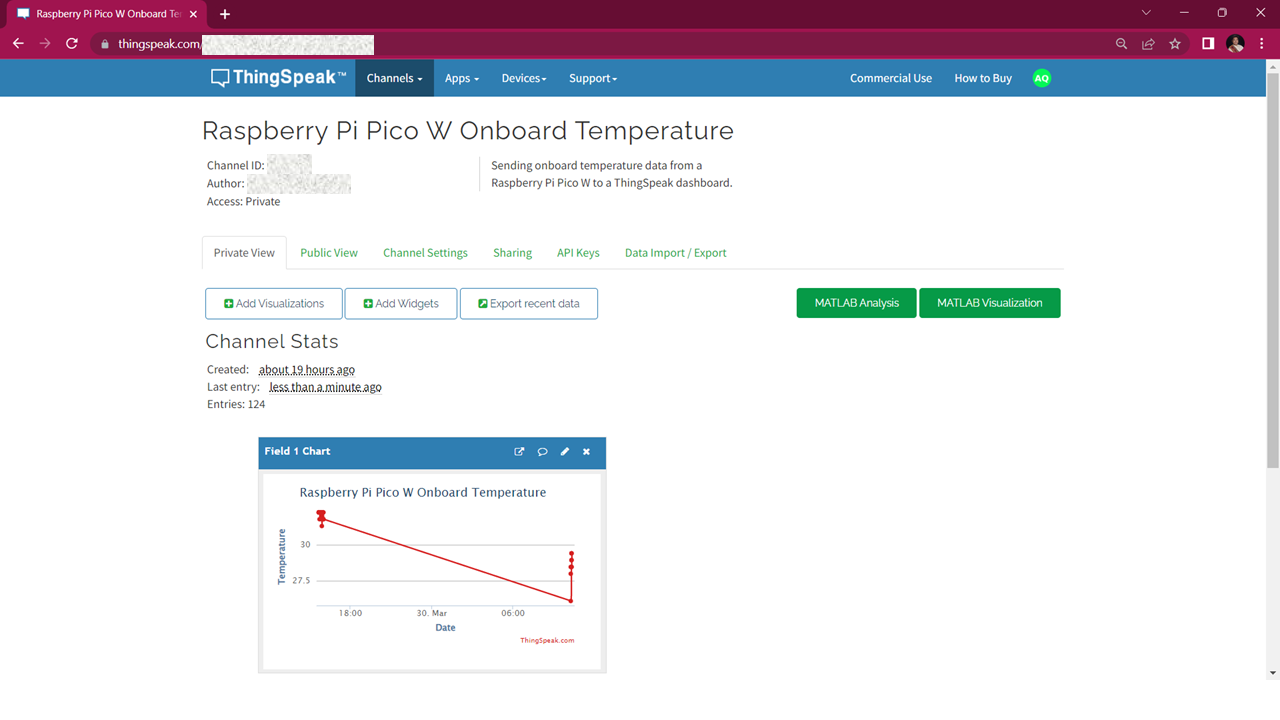 Raspberry Pi Pico W Onboard Te
thingspeak.com/
ThingSpeak™ Channels Apps Devices Support Commercial Use How to Buy AQ
Raspberry Pi Pico W Onboard Temperature
Channel ID:
Author:
Access: Private
Sending onboard temperature data from a
Raspberry Pi Pico W to a ThingSpeak dashboard.
Private View Public View Channel Settings Sharing API Keys Data Import / Export
Add Visualizations Add Widgets Export recent data MATLAB Analysis MATLAB Visualization
Channel Stats
Created: about 19 hours ago
Last entry: less than a minute ago
Entries: 124
Field 1 Chart
Raspberry Pi Pico W Onboard Temperature
Temperature
30
27.5
18:00 30. Mar 06:00
Date
ThingSpeak.com